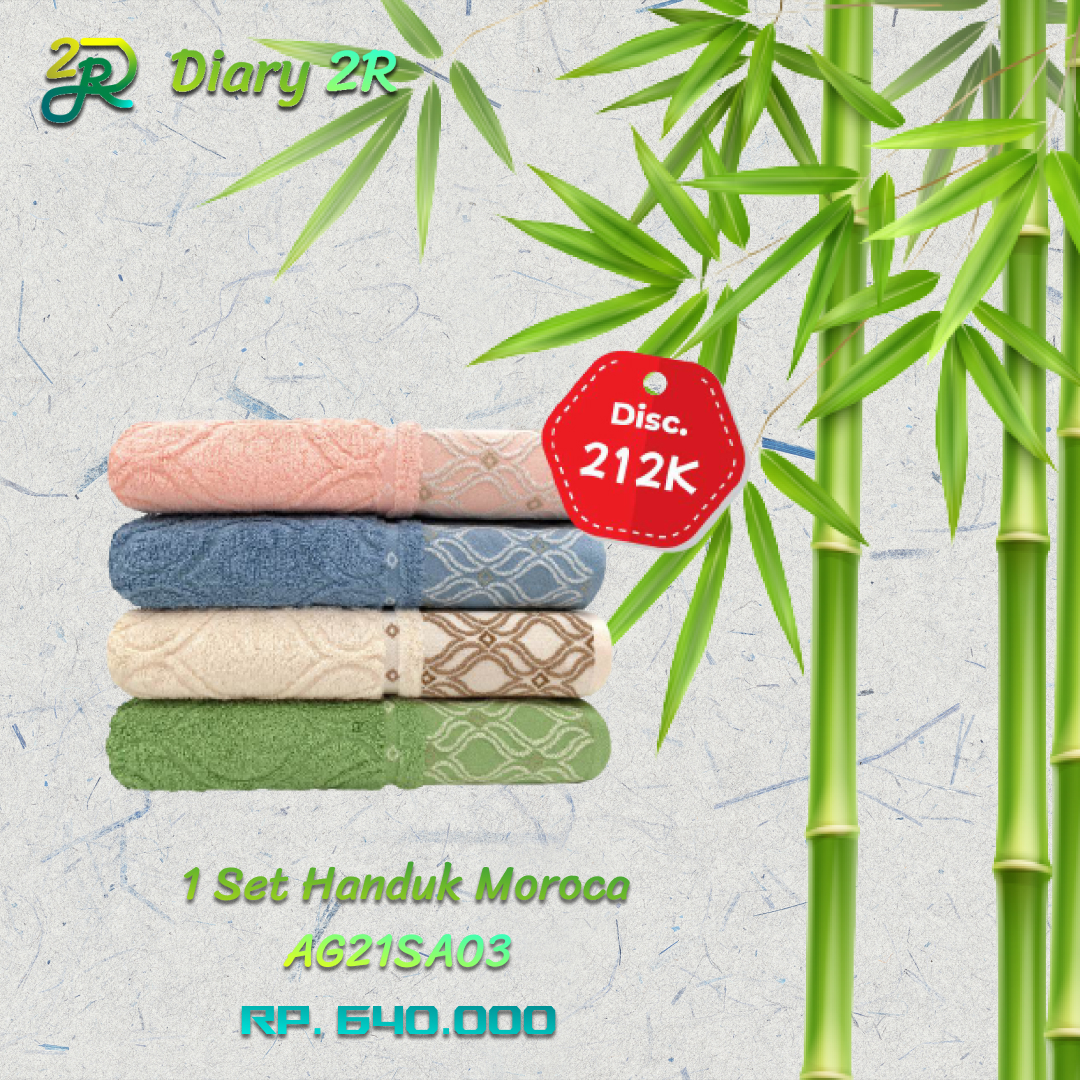 2R Diary 2R
Disc.
212K
1 Set Handuk Moroca
AG21SA03
RP. 640.000